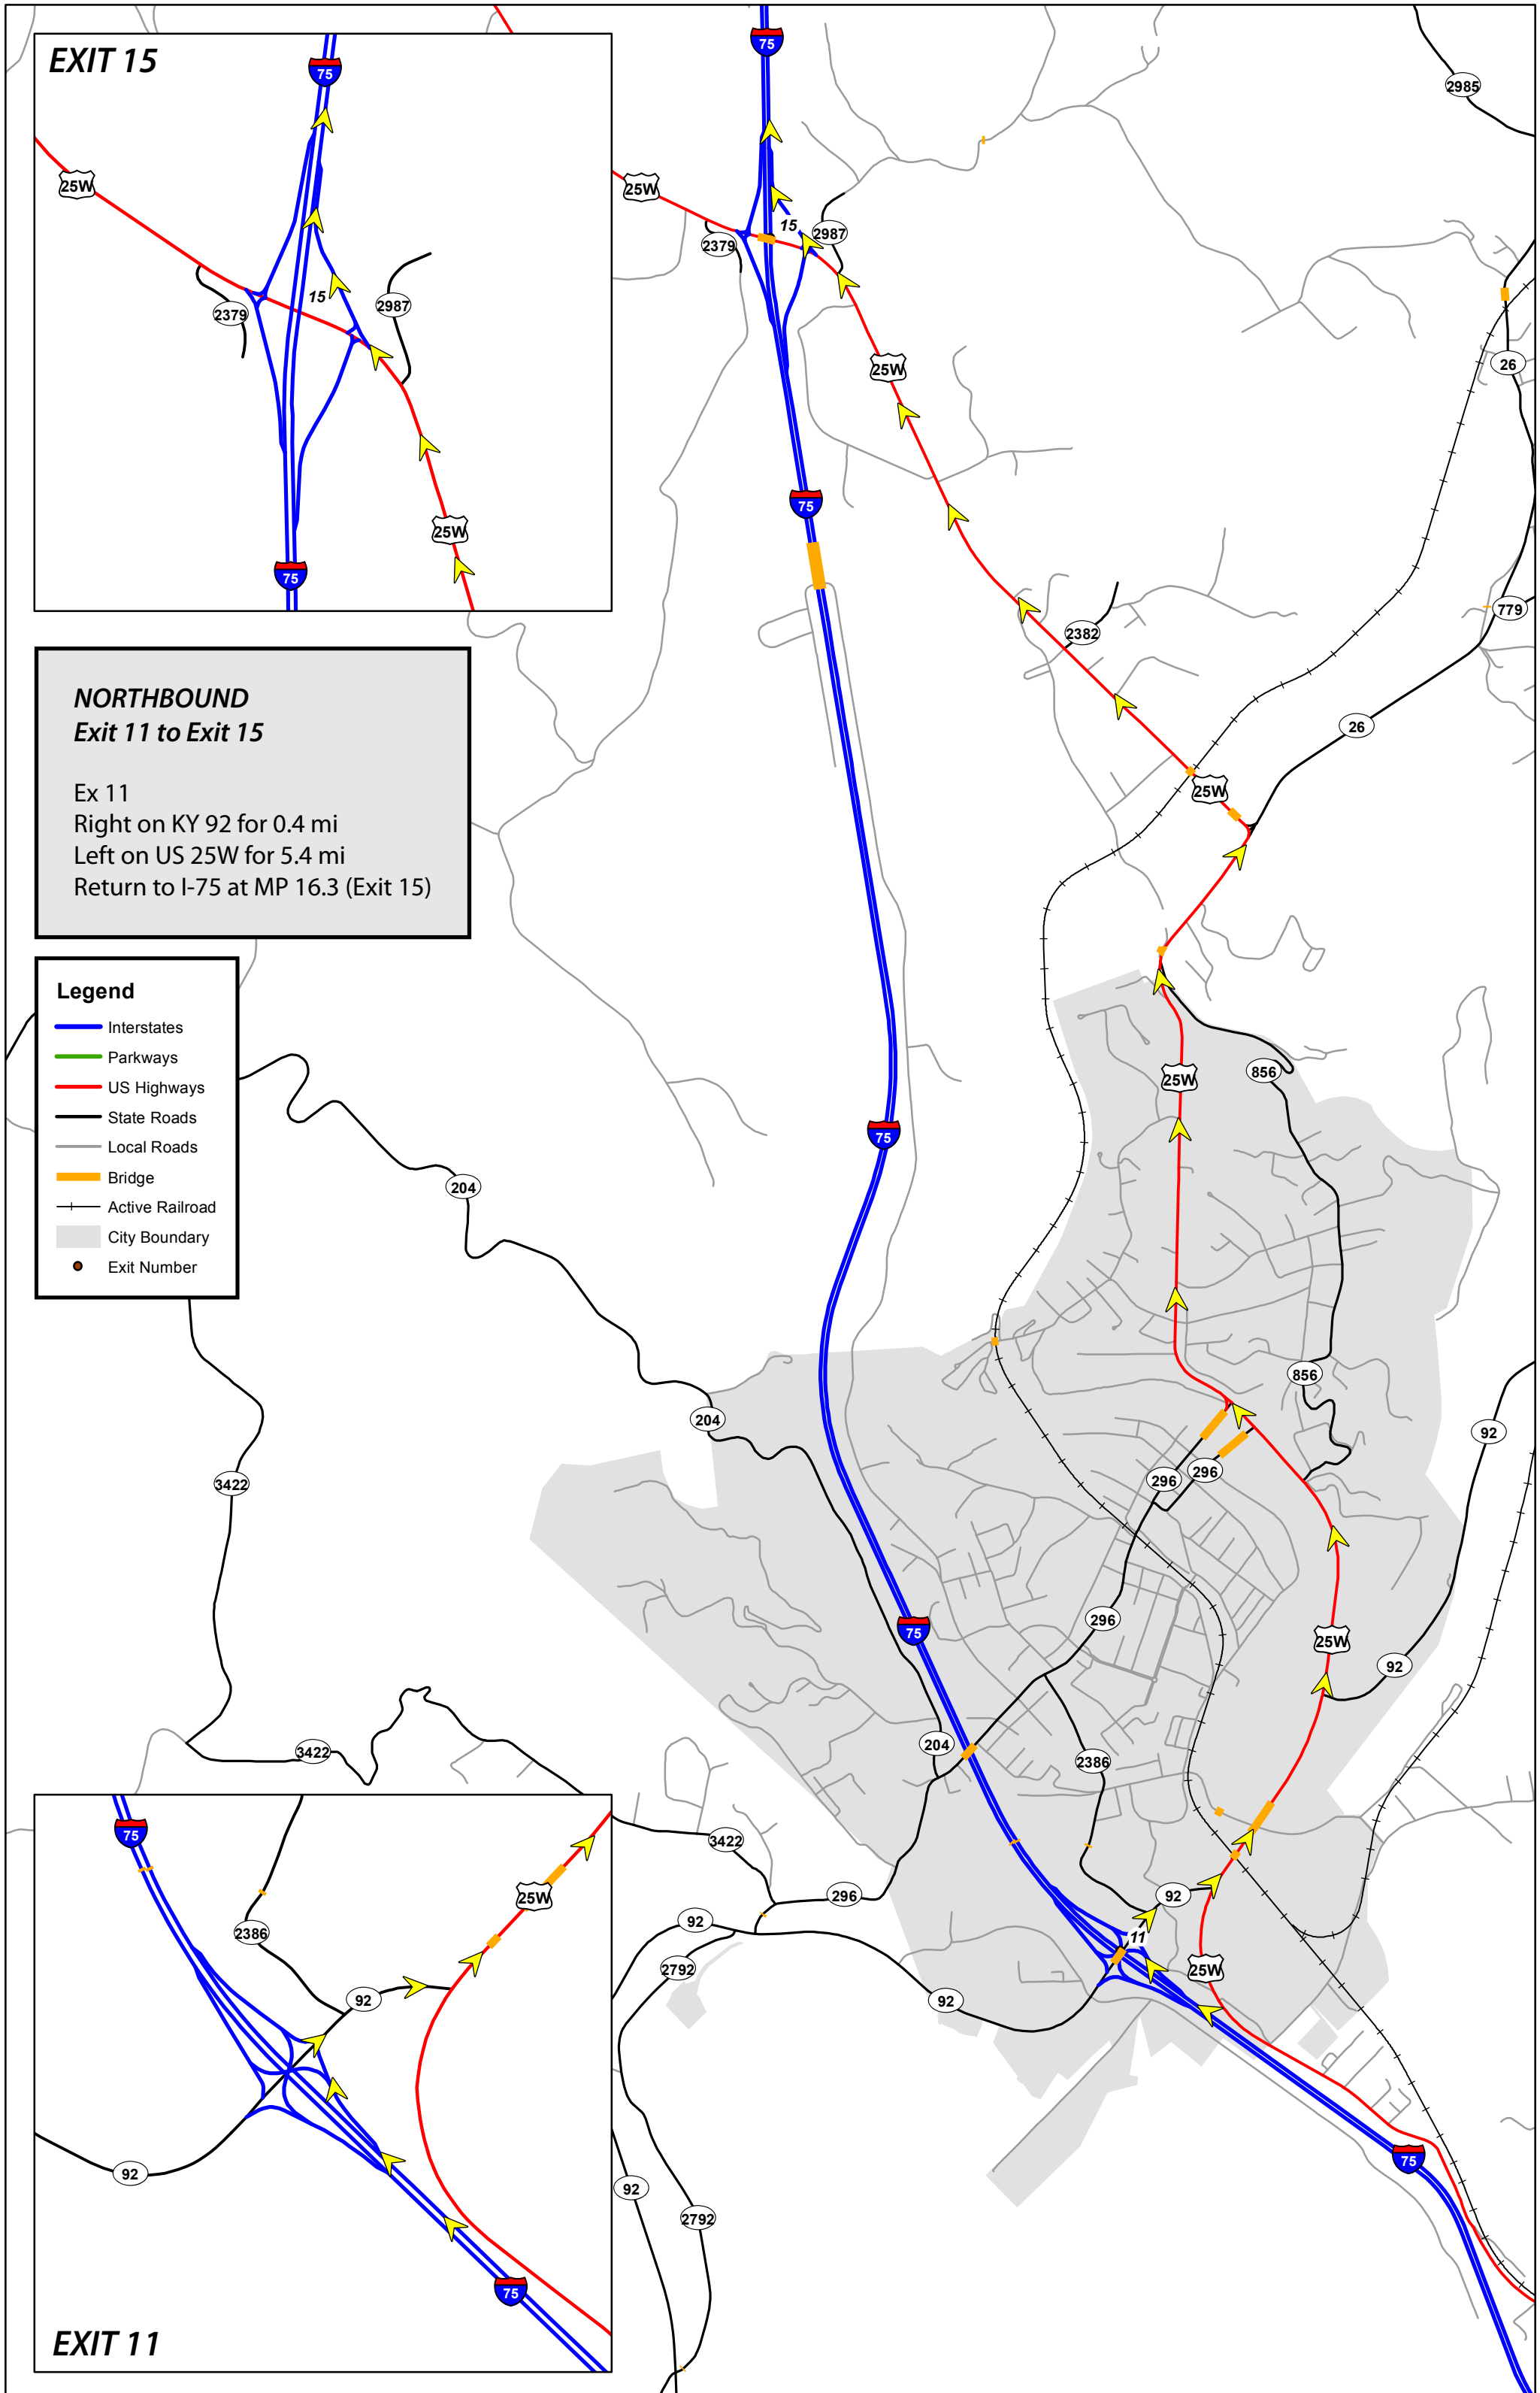 EXIT 15
75
25W
15
2379
2987
25W
75
75
2985
25W
2379
15
2987
25W
26
75
779
2382
26
25W
NORTHBOUND
Exit 11 to Exit 15
Ex 11
Right on KY 92 for 0.4 mi
Left on US 25W for 5.4 mi
Return to I-75 at MP 16.3 (Exit 15)
Legend
Interstates
Parkways
US Highways
State Roads
Local Roads
Bridge
Active Railroad
City Boundary
Exit Number
25W
856
75
204
856
204
92
3422
296
296
296
75
25W
92
204
2386
3422
3422
296
92
92
11
2792
25W
92
75
92
2792
75
2386
25W
92
92
75
EXIT 11